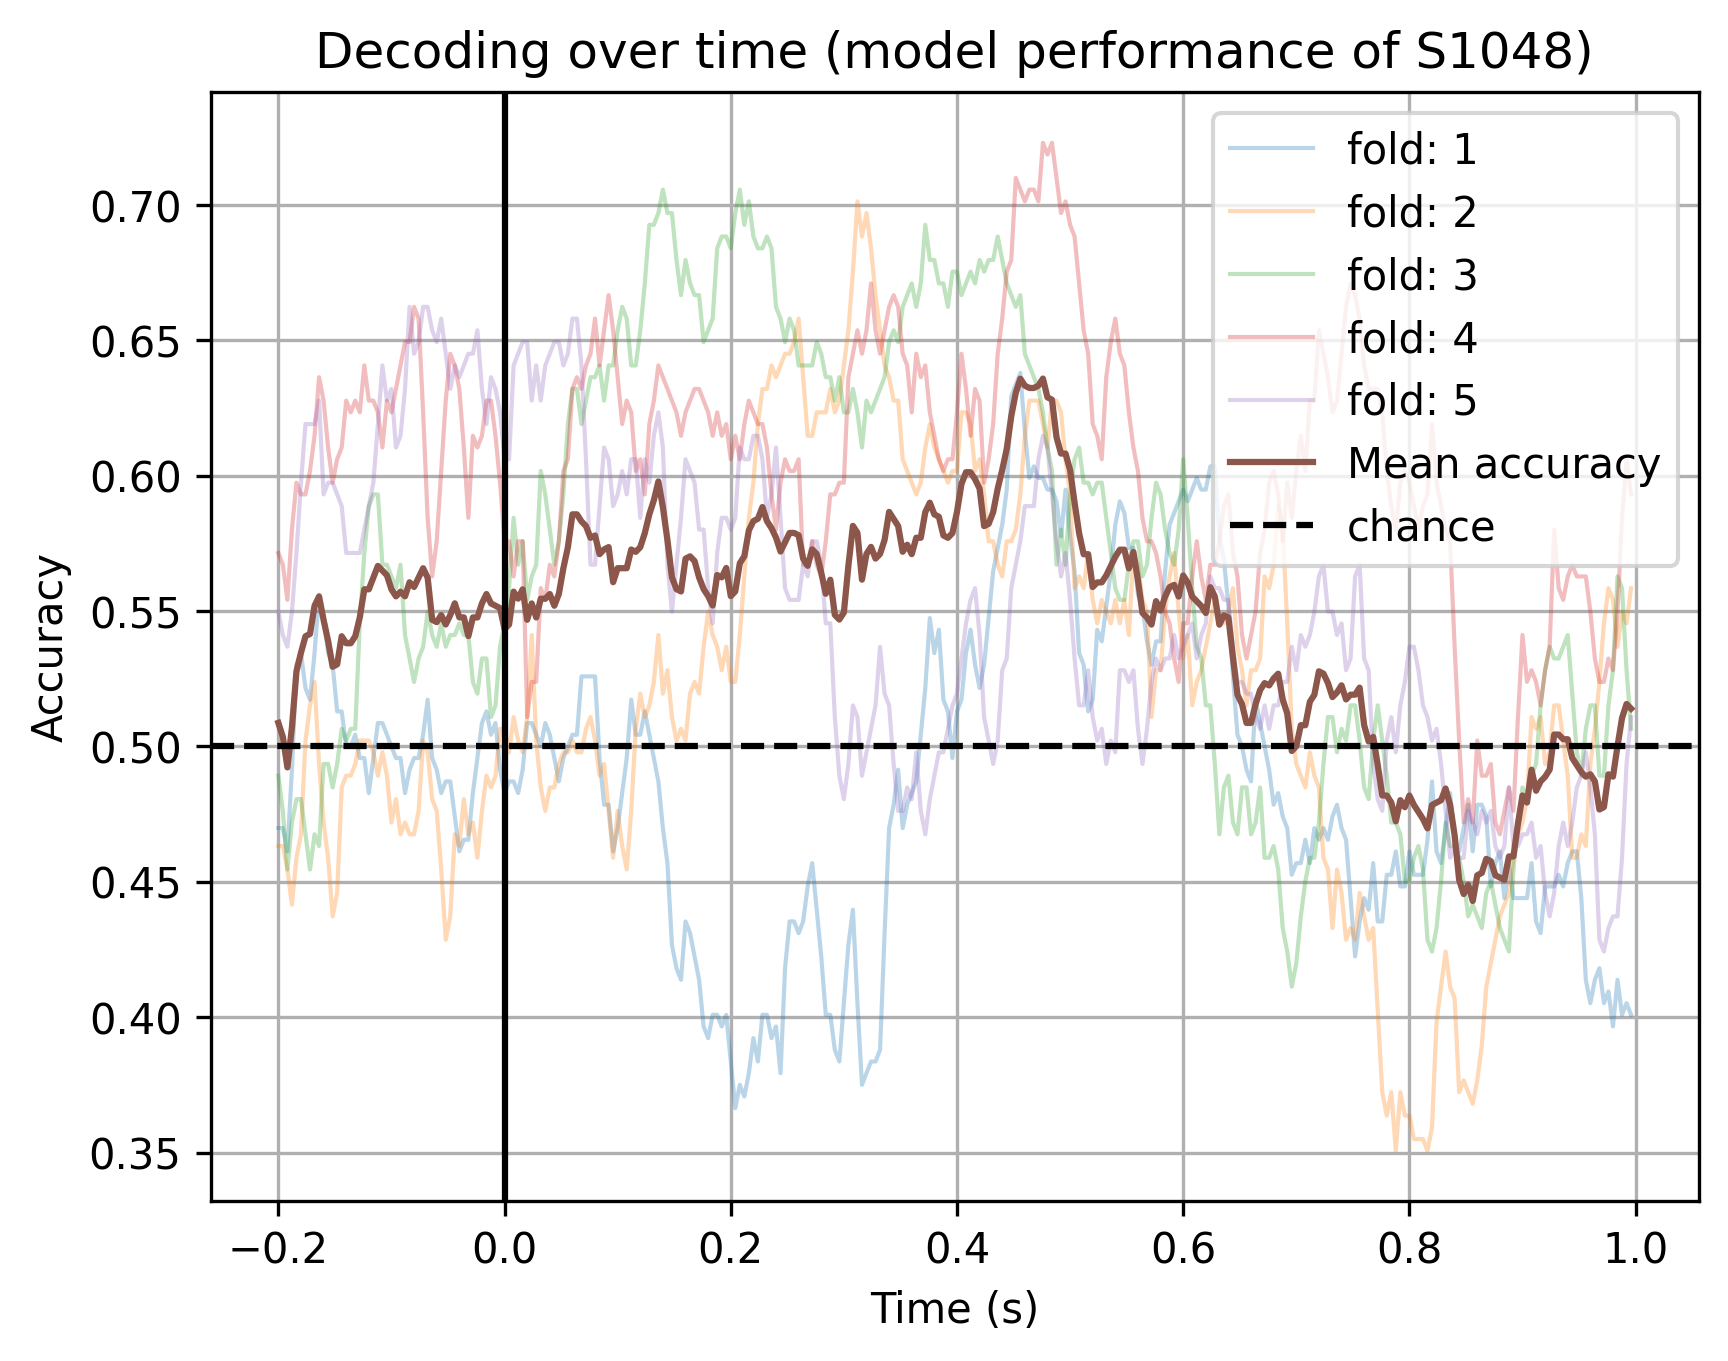 Decoding over time (model performance of S1048)
fold: 1
fold: 2
fold: 3
fold: 4
fold: 5
Mean accuracy
chance
Accuracy
0.70
0.65
0.60
0.55
0.50
0.45
0.40
0.35
−0.2 0.0 0.2 0.4 0.6 0.8 1.0
Time (s)